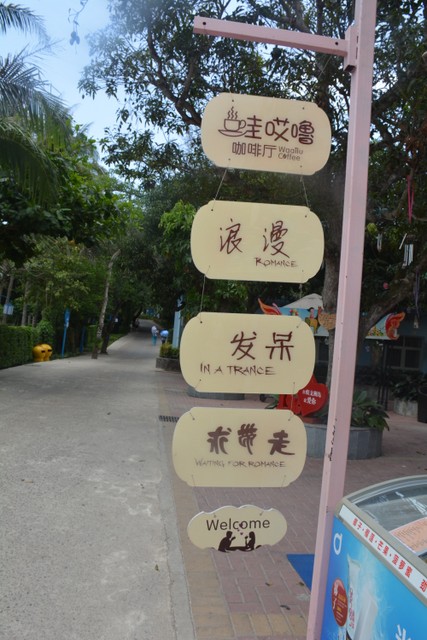 哇哎噜
咖啡厅 WaaiLu Coffee
浪漫
ROMANCE
发呆
IN A TRANCE
求带走
WAITING FOR ROMANCE
Welcome